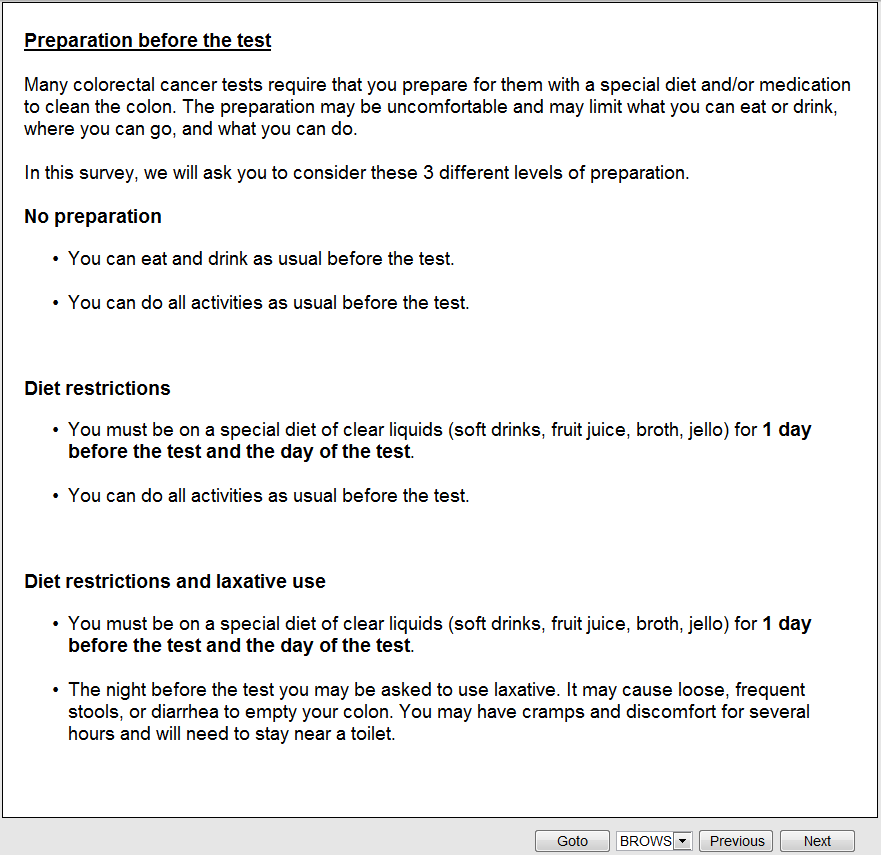 Preparation before the test
Many colorectal cancer tests require that you prepare for them with a special diet and/or medication
to clean the colon. The preparation may be uncomfortable and may limit what you can eat or drink,
where you can go, and what you can do.
In this survey, we will ask you to consider these 3 different levels of preparation.
No preparation
• You can eat and drink as usual before the test.
• You can do all activities as usual before the test.
Diet restrictions
• You must be on a special diet of clear liquids (soft drinks, fruit juice, broth, jello) for 1 day
before the test and the day of the test.
• You can do all activities as usual before the test.
Diet restrictions and laxative use
• You must be on a special diet of clear liquids (soft drinks, fruit juice, broth, jello) for 1 day
before the test and the day of the test.
• The night before the test you may be asked to use laxative. It may cause loose, frequent
stools, or diarrhea to empty your colon. You may have cramps and discomfort for several
hours and will need to stay near a toilet.
Goto BROWS Previous Next